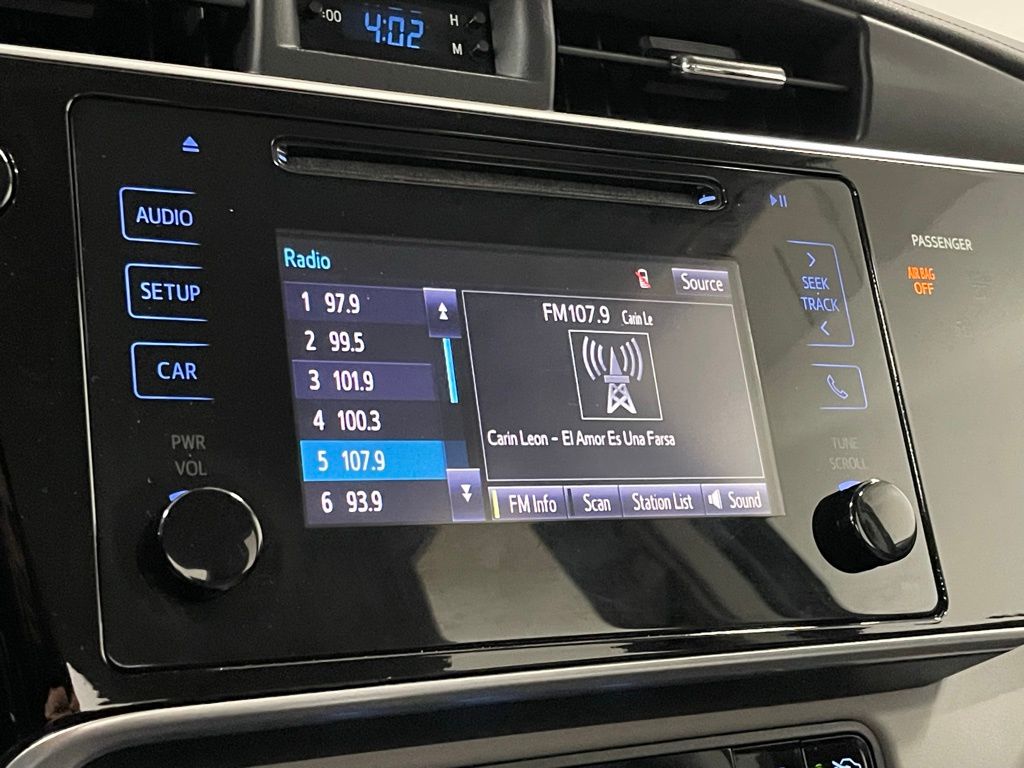 :00
4:02
H
M
AUDIO
SETUP
CAR
PWR
VOL
Radio
Source
1 97.9
2 99.5
3 101.9
4 100.3
5 107.9
6 93.9
FM107.9 Carin Le
Carin Leon - El Amor Es Una Farsa
FM Info
Scan
Station List
Sound
SEEK
TRACK
TUNE
SCROLL
PASSENGER
AIR BAG
OFF